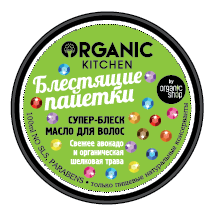 ORGANIC
KITCHEN
Блестящие
пайетки
by
organic
shop
СУПЕР-БЛЕСК
МАСЛО ДЛЯ ВОЛОС
Свежее авокадо
и органическая
шелковая трава
100ml NO SLS, PARABENS • только пищевые натуральные консерванты